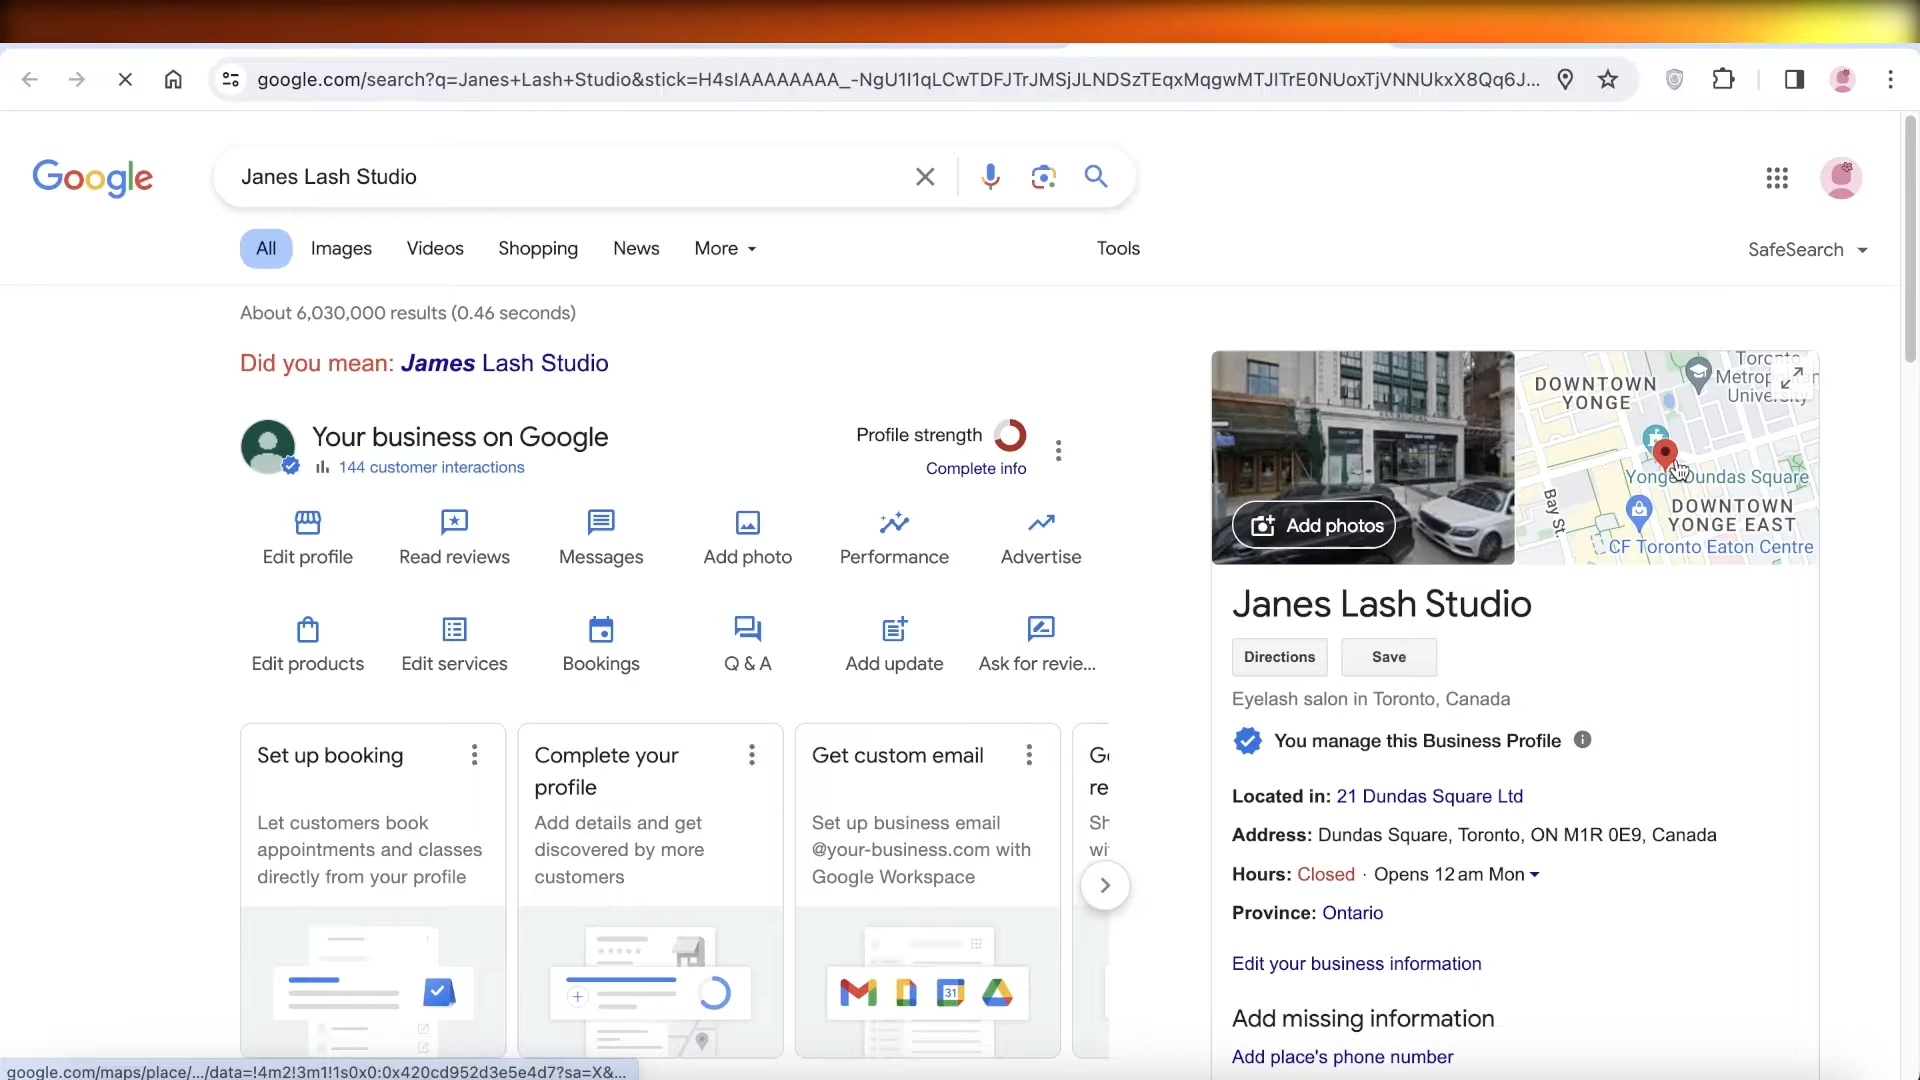 google.com/search?q=Janes+Lash+Studio&stick=H4sIAAAAAAAA_-NgU1I1qLCwTDFJTrJMSjJLNDSzTEqxMqgwMTJITrE0NUoxTjVNNUkxX8Qq6J...
Google
Janes Lash Studio
All Images Videos Shopping News More Tools
SafeSearch
About 6,030,000 results (0.46 seconds)
Did you mean: James Lash Studio
Your business on Google
144 customer interactions
Profile strength
Complete info
Edit profile Read reviews Messages Add photo Performance Advertise
Edit products Edit services Bookings Q & A Add update Ask for revie...
Set up booking
Let customers book
appointments and classes
directly from your profile
Complete your
profile
Add details and get
discovered by more
customers
Get custom email
Set up business email
@your-business.com with
Google Workspace
31
re
Add photos
DOWNTOWN
YONGE
Toronto
Metropolitan
University
Yonge-Dundas Square
Bay St.
DOWNTOWN
YONGE EAST
CF Toronto Eaton Centre
Janes Lash Studio
Directions Save
Eyelash salon in Toronto, Canada
You manage this Business Profile
Located in: 21 Dundas Square Ltd
Address: Dundas Square, Toronto, ON M1R 0E9, Canada
Hours: Closed · Opens 12 am Mon
Province: Ontario
Edit your business information
Add missing information
Add place's phone number
google.com/maps/place/.../data=!4m2!3m1!1s0x0:0x420cd952d3e5e4d7?sa=X&...